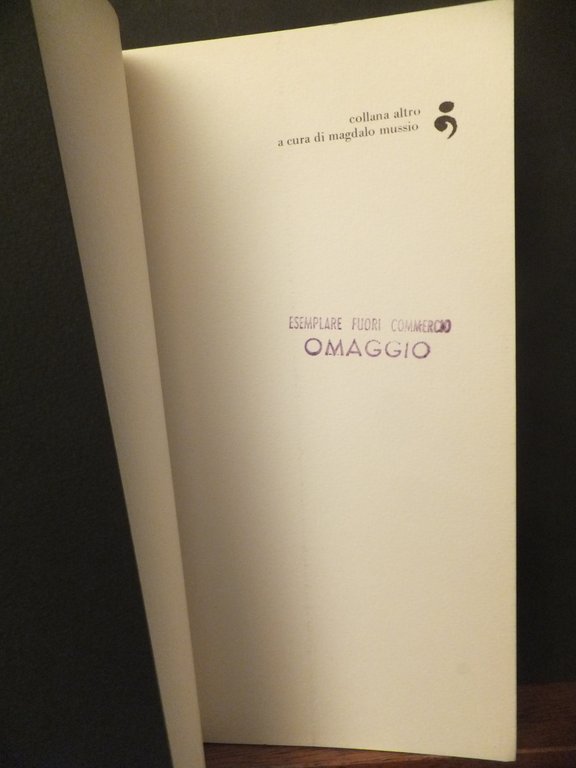 collana altro
a cura di magdalo mussio
;
ESEMPLARE FUORI COMMERCIO
OMAGGIO